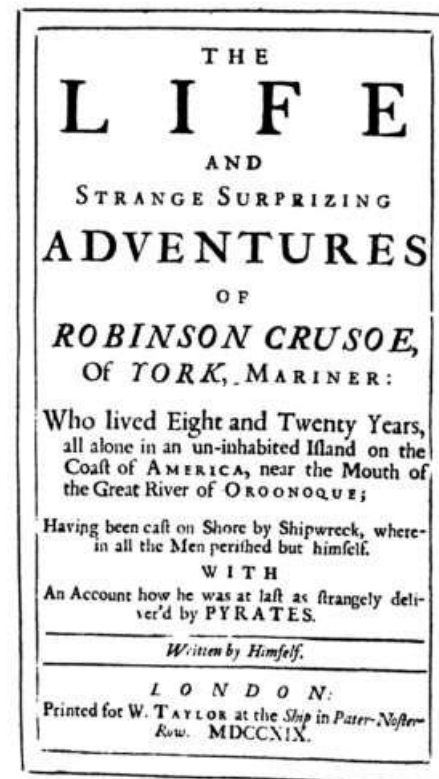 THE
LIFE
AND
STRANGE SURPRIZING
ADVENTURES
OF
ROBINSON CRUSOE,
Of YORK, MARINER:
Who lived Eight and Twenty Years,
all alone in an un-inhabited Iſland on the
Coaſt of AMERICA, near the Mouth of
the Great River of OROONOQUE;
Having been caſt on Shore by Shipwreck, where-
in all the Men periſhed but himſelf.
WITH
An Account how he was at laſt as ſtrangely deli-
ver'd by PYRATES.
Written by Himſelf.
LONDON:
Printed for W. TAYLOR at the Ship in Pater-Noſter-
Row. MDCCXIX.